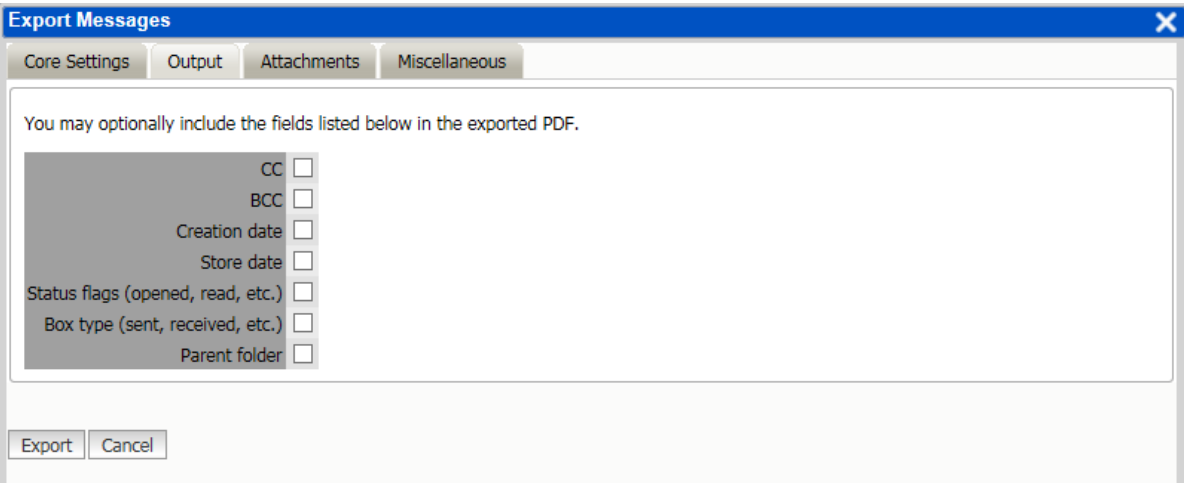 Export Messages
Core Settings Output Attachments Miscellaneous
You may optionally include the fields listed below in the exported PDF.
CC
BCC
Creation date
Store date
Status flags (opened, read, etc.)
Box type (sent, received, etc.)
Parent folder
Export Cancel